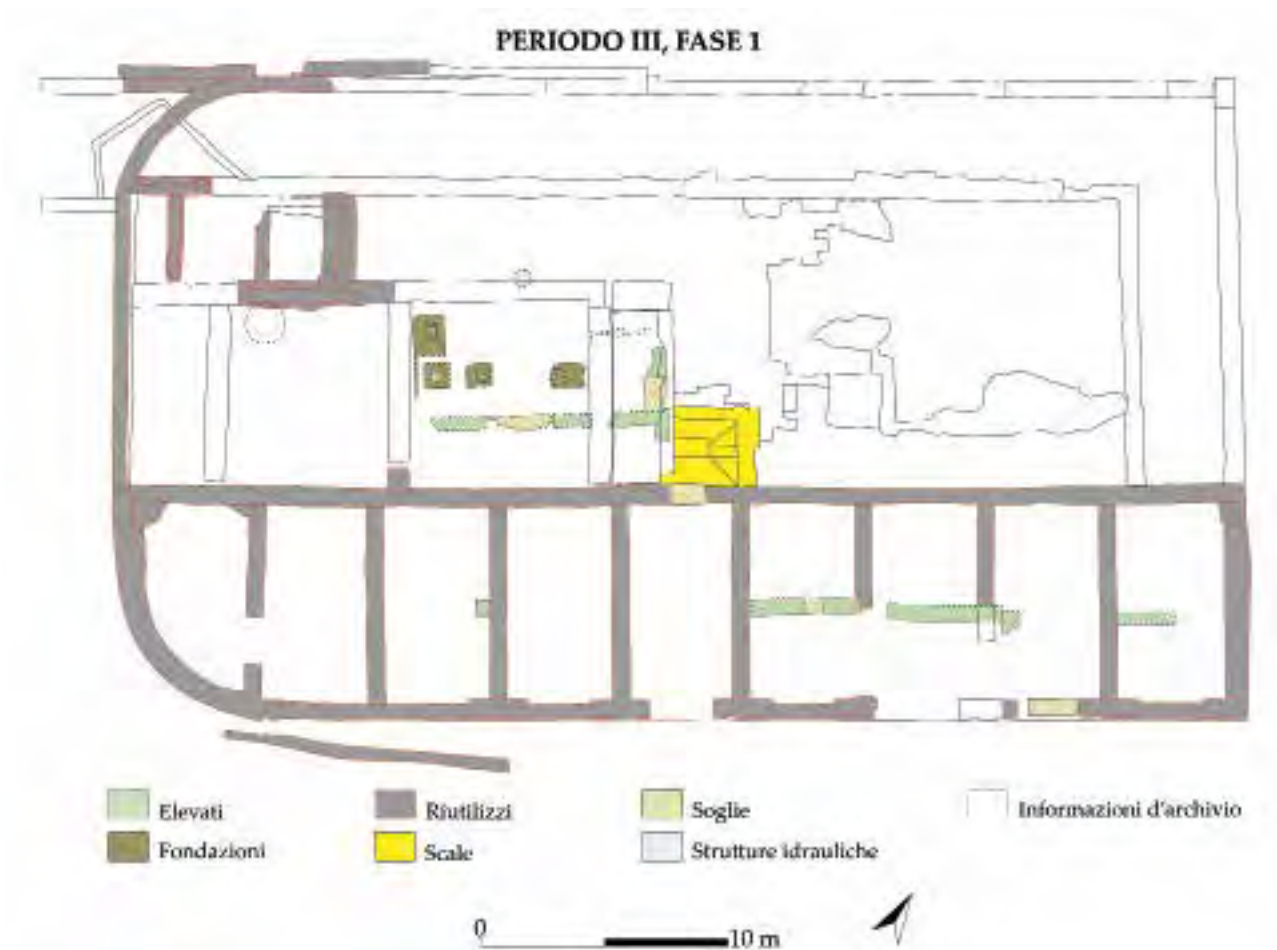 PERIODO III, FASE 1
Elevati
Riutilizzi
Soglie
Informazioni d'archivio
Fondazioni
Scale
Strutture idrauliche
0
10 m